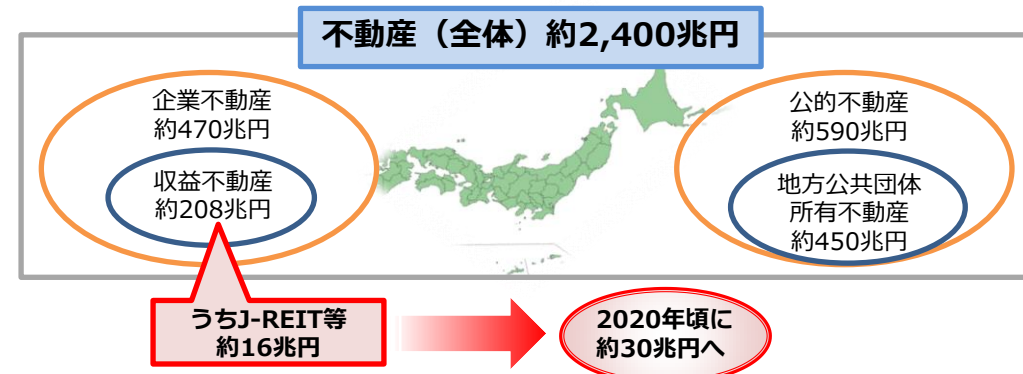 不動産（全体）約2,400兆円
企業不動産
約470兆円
収益不動産
約208兆円
公的不動産
約590兆円
地方公共団体
所有不動産
約450兆円
うちJ-REIT等
約16兆円
2020年頃に
約30兆円へ